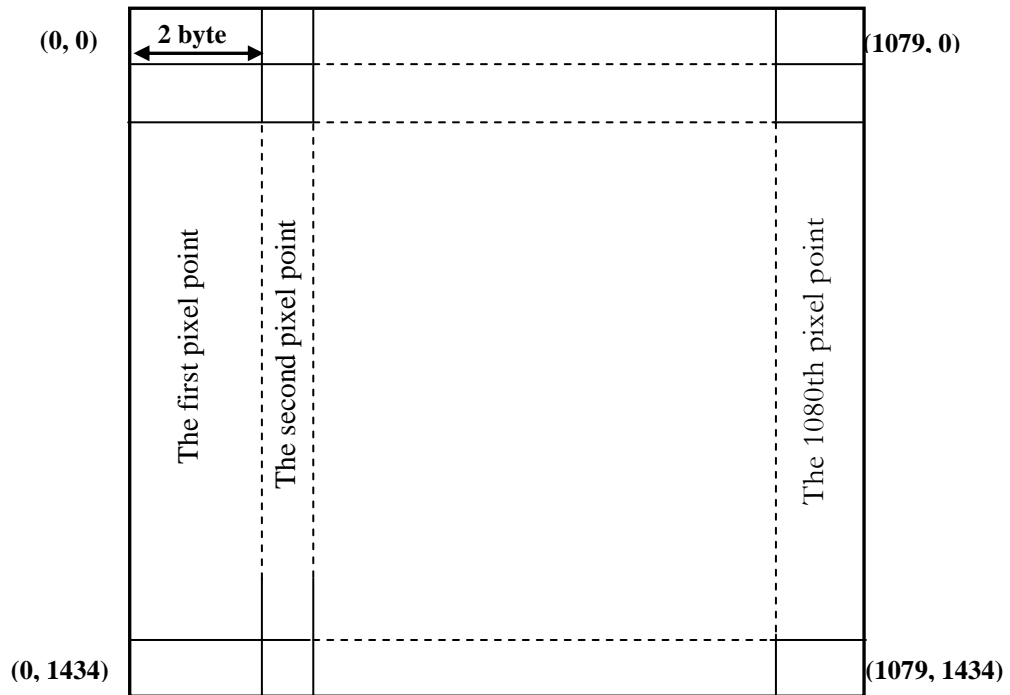 (0, 0)
2 byte
(1079, 0)
The first pixel point
The second pixel point
The 1080th pixel point
(0, 1434)
(1079, 1434)